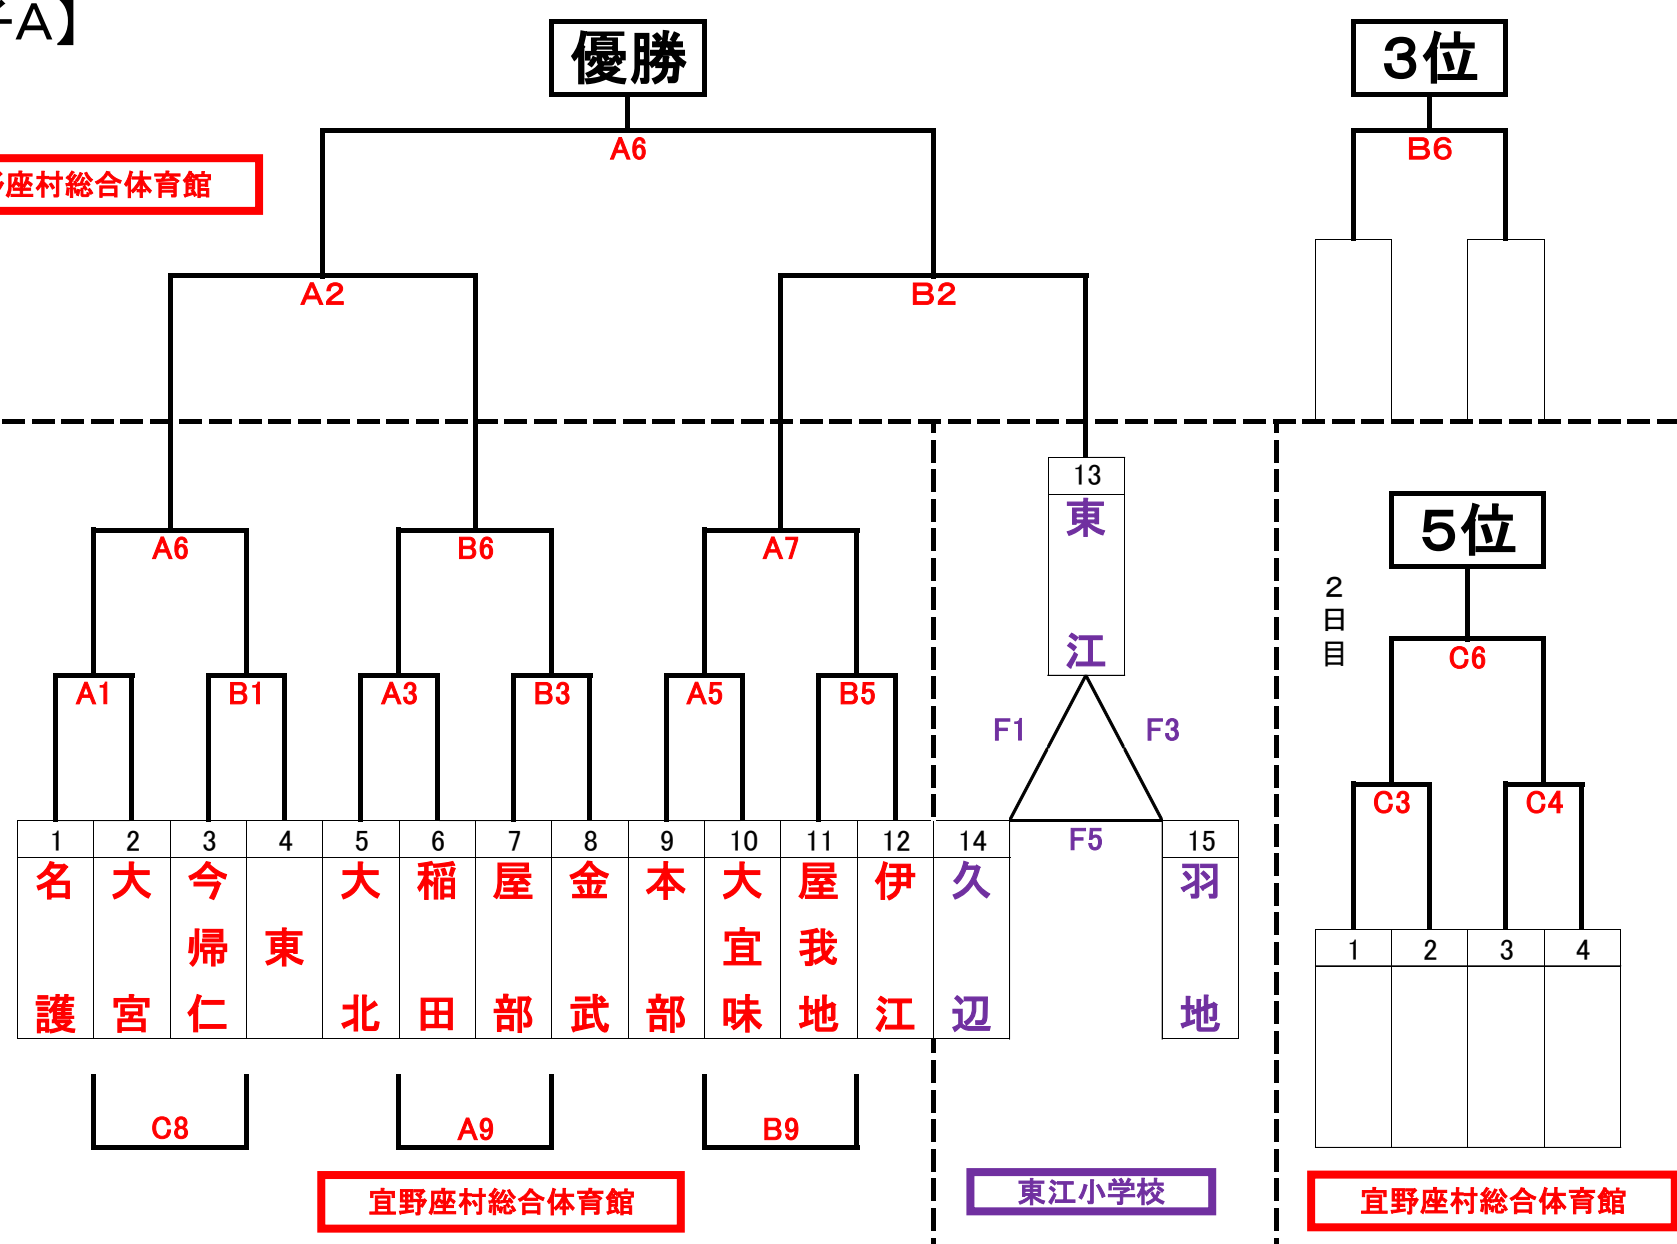 A】
優勝
3位
A6
B6
座村総合体育館
A2
B2
13
東江
5位
A6
B6
A7
2日目
C6
A1
B1
A3
B3
A5
B5
F1
F3
C3
C4
1
2
3
4
5
6
7
8
9
10
11
12
14
F5
15
名護
大宮
今帰仁
東
大北
稲田
屋部
金武
本部
大宜味
屋我地
伊江
久辺
羽地
1
2
3
4
C8
A9
B9
宜野座村総合体育館
東江小学校
宜野座村総合体育館